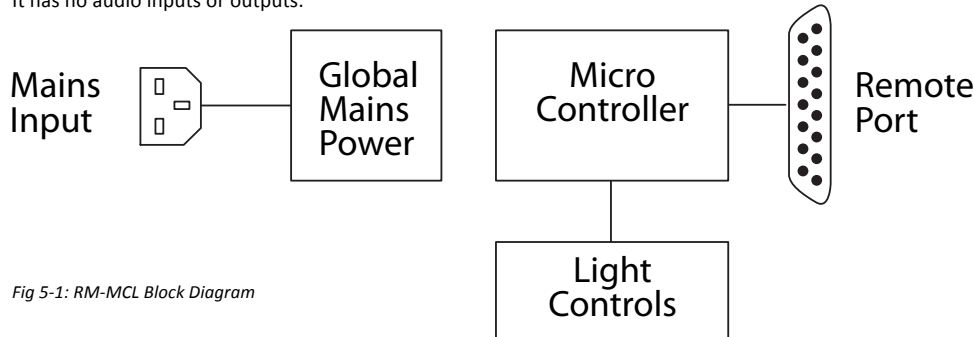 It has no audio inputs or outputs.
Mains
Input
Global
Mains
Power
Micro
Controller
Remote
Port
Light
Controls
Fig 5-1: RM-MCL Block Diagram